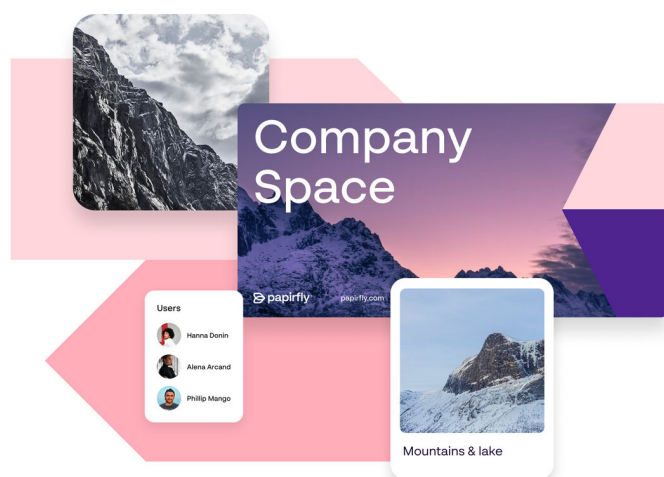 Company
Space
papirfly
papirfly.com
Users
Hanna Donin
Alena Arcand
Phillip Mango
Mountains & lake